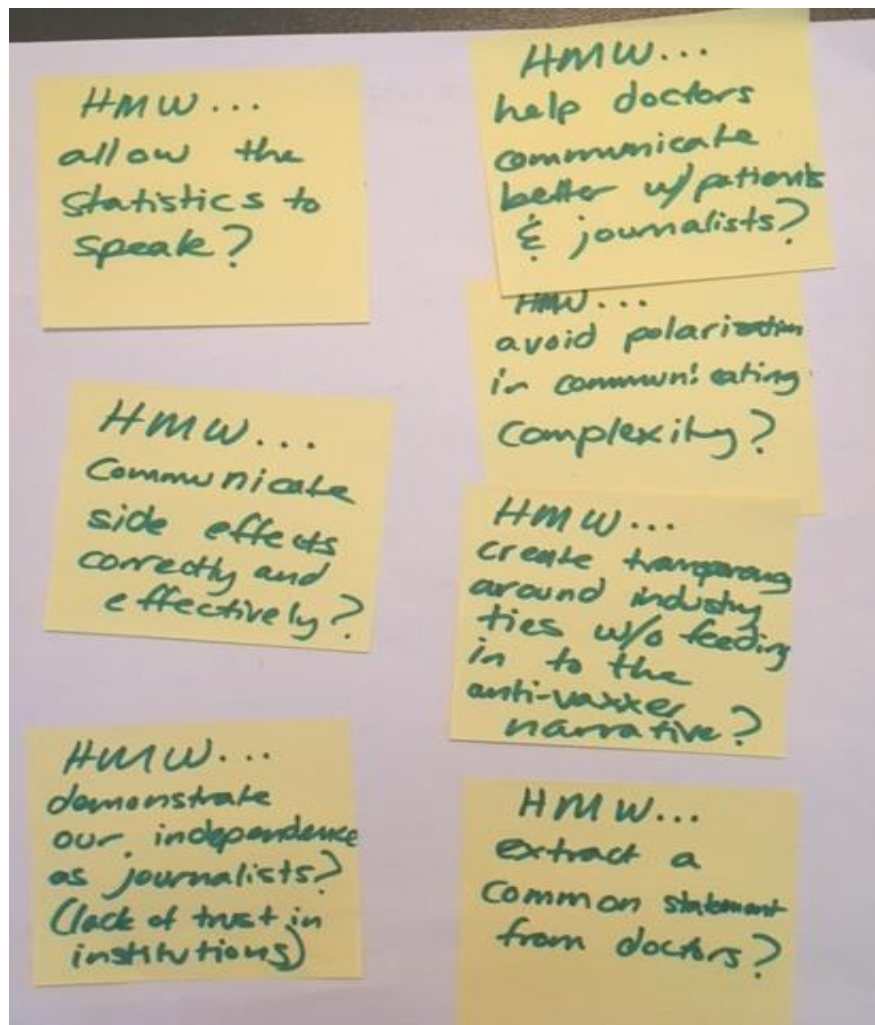 HMW...
allow the
statistics to
speak?
HMW...
communicate
side effects
correctly and
effectively?
HMW...
demonstrate
our independence
as journalists?
(lack of trust in
institutions)
HMW...
help doctors
communicate
better w/ patients
& journalists?
HMW...
avoid polarization
in communicating
complexity?
HMW...
create transparency
around industry
ties w/o feeding
in to the
anti-vaxxer
narrative?
HMW...
extract a
common statement
from doctors?